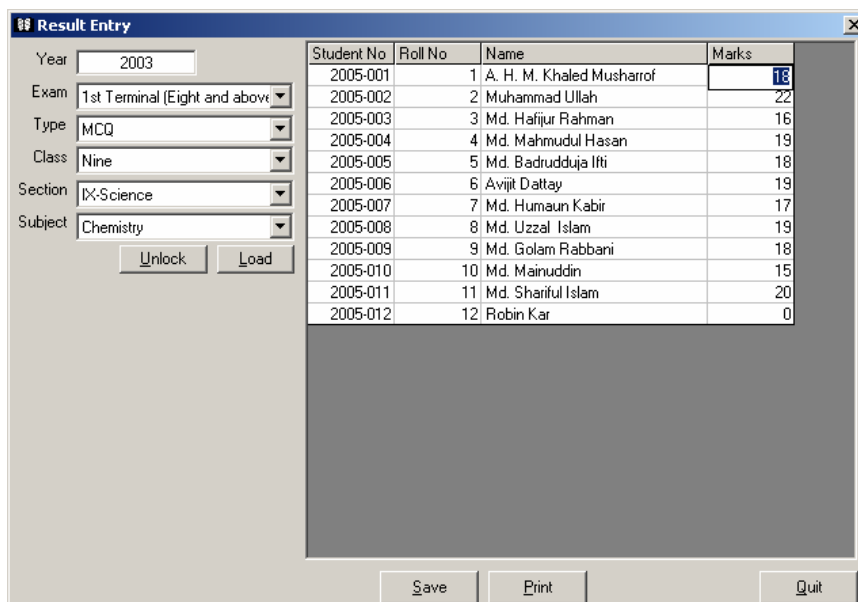 Result Entry
Year 2003
Exam 1st Terminal (Eight and above
Type MCQ
Class Nine
Section IX-Science
Subject Chemistry
Unlock Load
Student No Roll No Name Marks
2005-001 1 A. H. M. Khaled Musharrof 18
2005-002 2 Muhammad Ullah 22
2005-003 3 Md. Hafijur Rahman 16
2005-004 4 Md. Mahmudul Hasan 19
2005-005 5 Md. Badrudduja Ifti 18
2005-006 6 Avijit Dattay 19
2005-007 7 Md. Humaun Kabir 17
2005-008 8 Md. Uzzal Islam 19
2005-009 9 Md. Golam Rabbani 18
2005-010 10 Md. Mainuddin 15
2005-011 11 Md. Shariful Islam 20
2005-012 12 Robin Kar 0
Save Print Quit